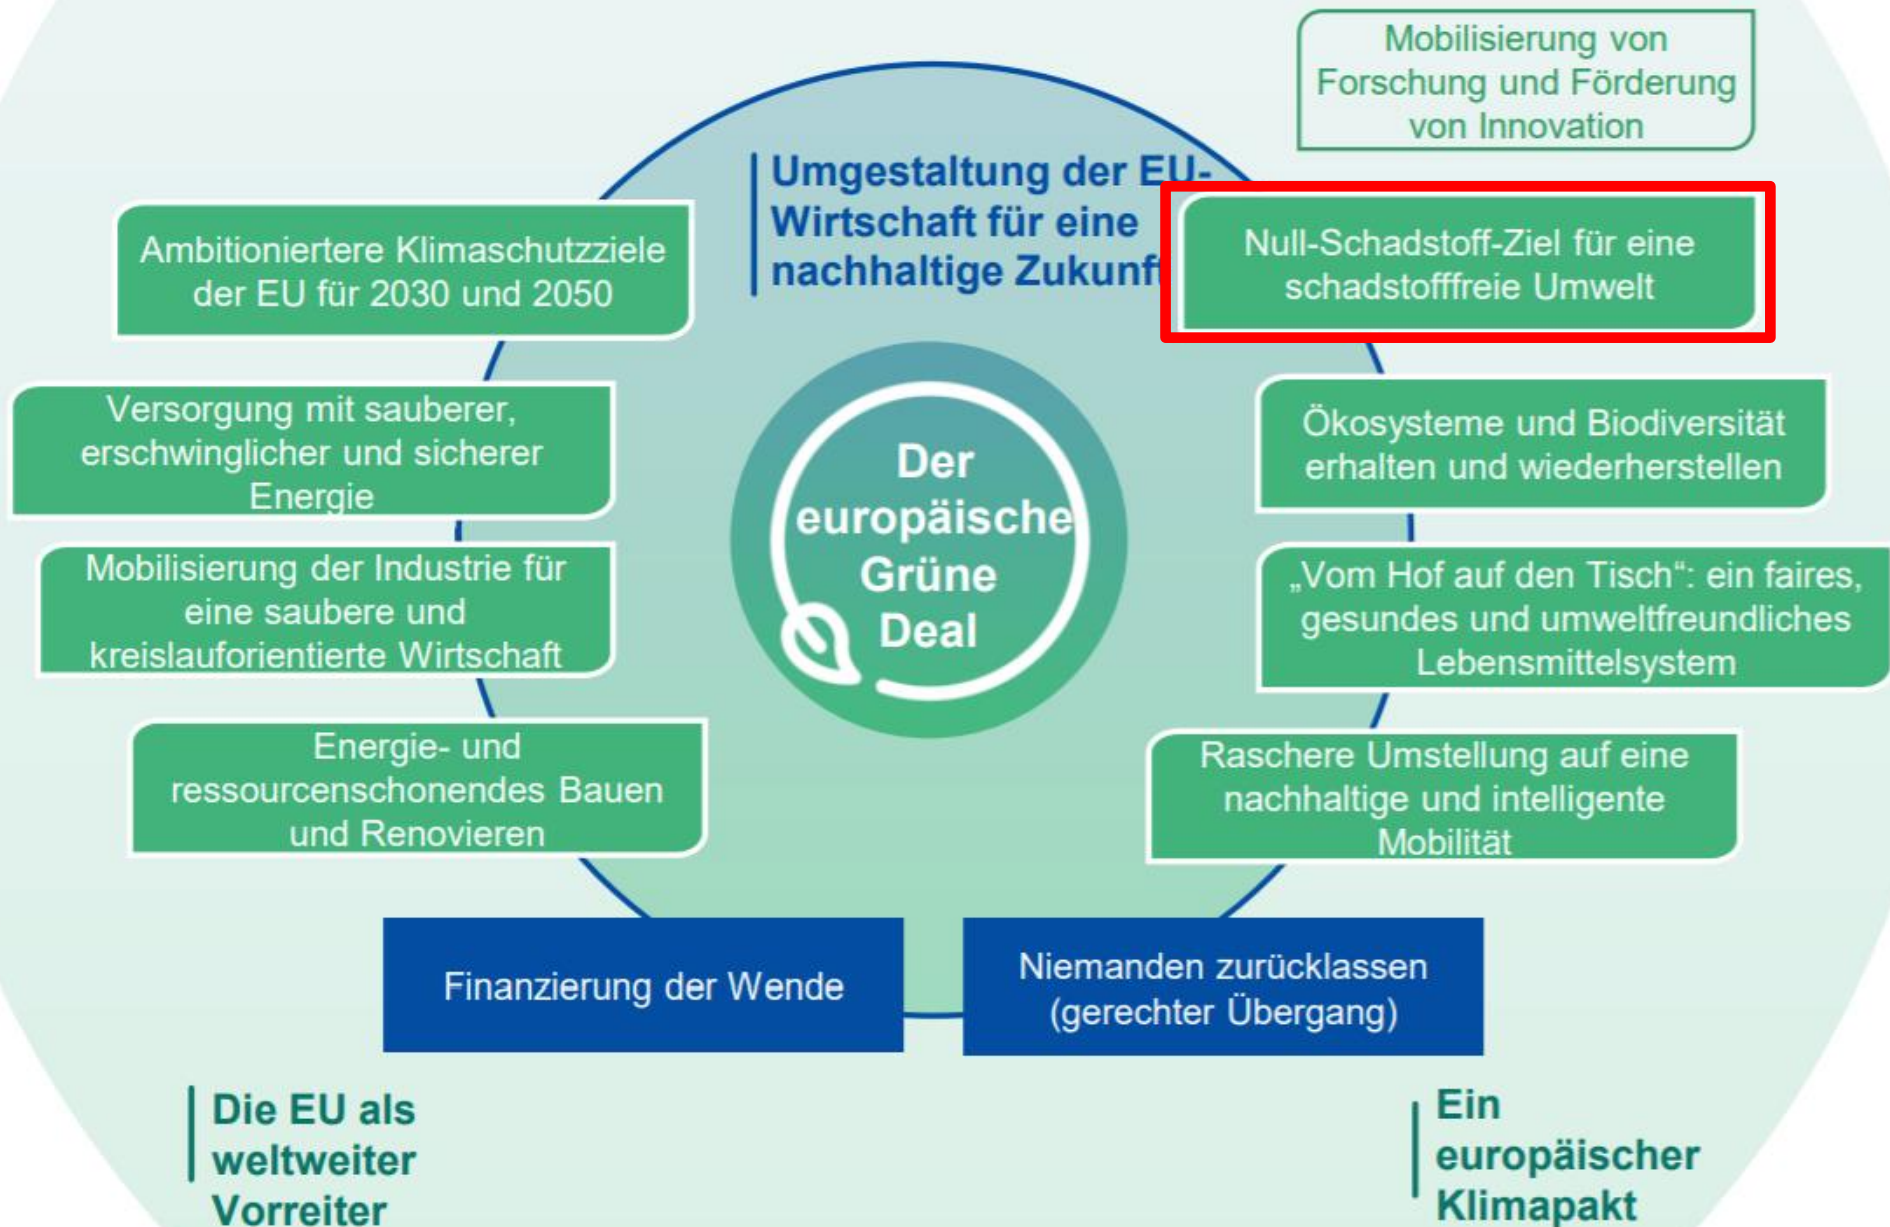 Mobilisierung von
Forschung und Förderung
von Innovation
Umgestaltung der EU-
Wirtschaft für eine
nachhaltige Zukunft
Ambitioniertere Klimaschutzziele
der EU für 2030 und 2050
Null-Schadstoff-Ziel für eine
schadstofffreie Umwelt
Versorgung mit sauberer,
erschwinglicher und sicherer
Energie
Ökosysteme und Biodiversität
erhalten und wiederherstellen
Der
europäische
Grüne
Deal
Mobilisierung der Industrie für
eine saubere und
kreislauforientierte Wirtschaft
„Vom Hof auf den Tisch“: ein faires,
gesundes und umweltfreundliches
Lebensmittelsystem
Energie- und
ressourcenschonendes Bauen
und Renovieren
Raschere Umstellung auf eine
nachhaltige und intelligente
Mobilität
Finanzierung der Wende
Niemanden zurücklassen
(gerechter Übergang)
Die EU als
weltweiter
Vorreiter
Ein
europäischer
Klimapakt